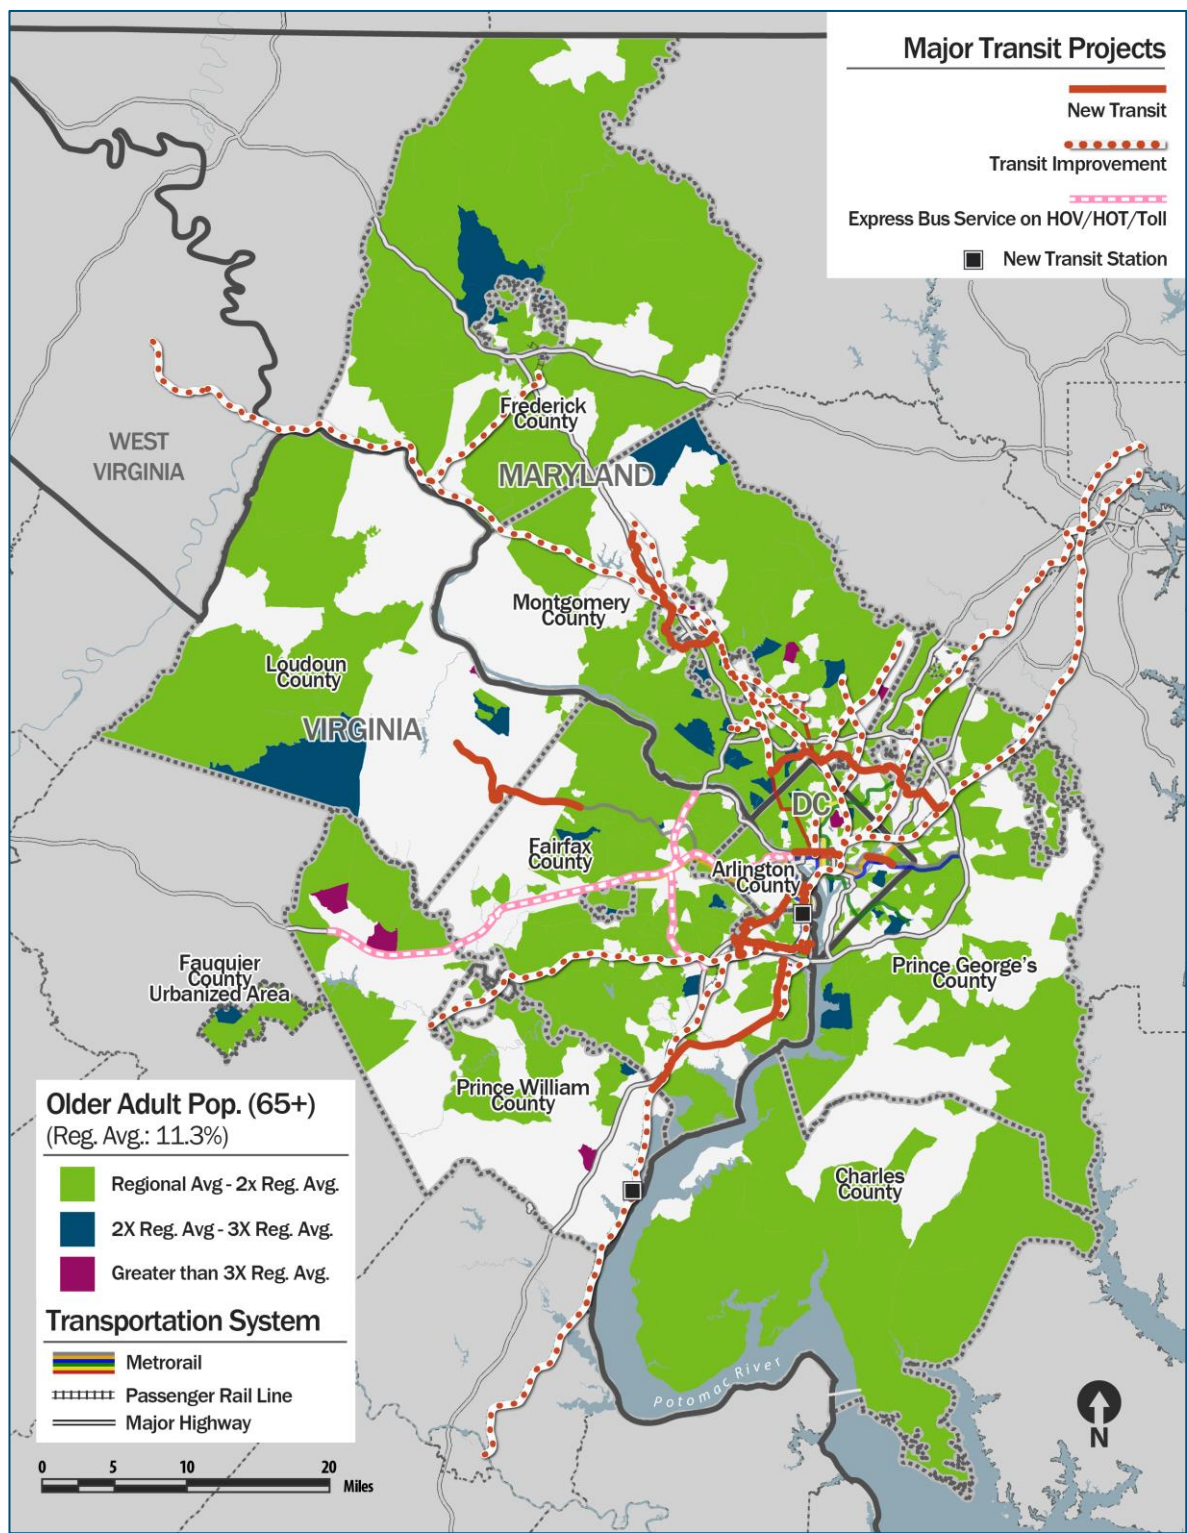 Major Transit Projects
New Transit
Transit Improvement
Express Bus Service on HOV/HOT/Toll
New Transit Station
WEST
VIRGINIA
Frederick
County
MARYLAND
Montgomery
County
Loudoun
County
VIRGINIA
DC
Fairfax
County
Arlington
County
Fauquier
County
Urbanized Area
Prince George's
County
Prince William
County
Charles
County
Potomac River
Older Adult Pop. (65+)
(Reg. Avg.: 11.3%)
Regional Avg - 2x Reg. Avg.
2X Reg. Avg - 3X Reg. Avg.
Greater than 3X Reg. Avg.
Transportation System
Metrorail
Passenger Rail Line
Major Highway
0 5 10 20
Miles
N